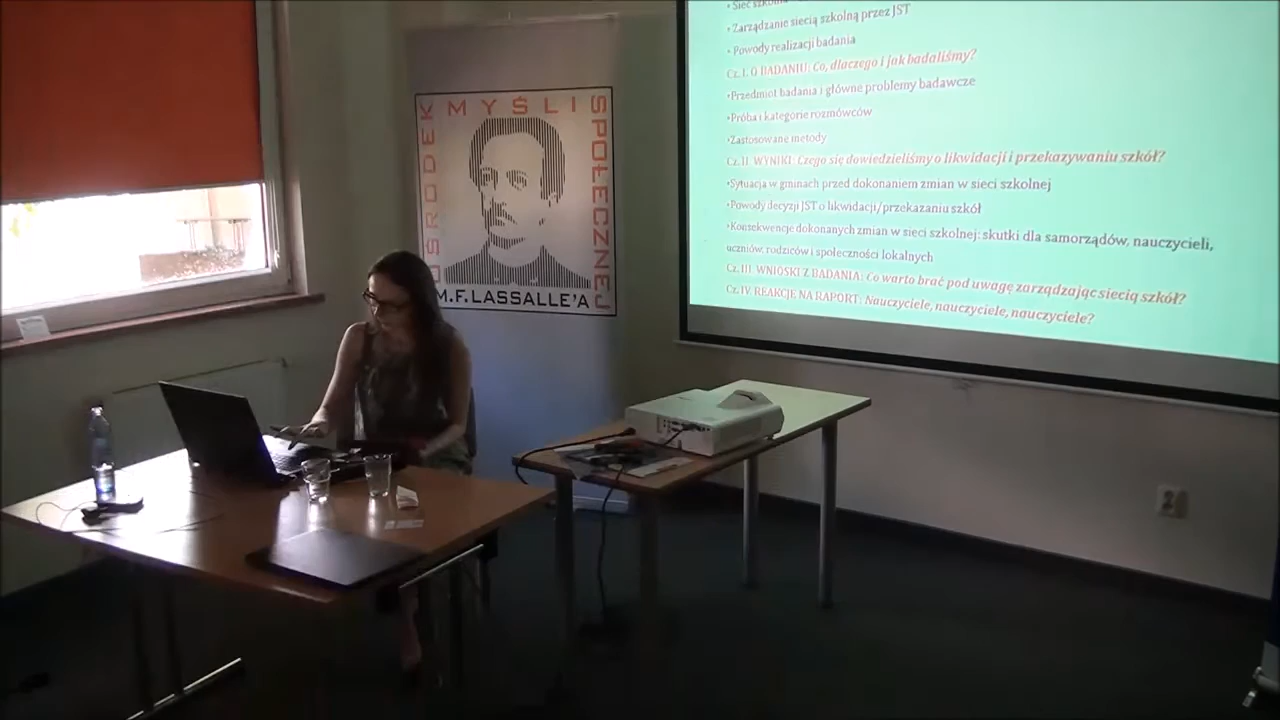 OŚRODEK MYŚLI SPOŁECZNEJ
M.F. LASSALLE'A
• Sieć szkolna
• Zarządzanie siecią szkolną przez JST
• Powody realizacji badania
Cz. I. O BADANIU: Co, dlaczego i jak badaliśmy?
•Przedmiot badania i główne problemy badawcze
•Próba i kategorie rozmówców
•Zastosowane metody
Cz. II. WYNIKI: Czego się dowiedzieliśmy o likwidacji i przekazywaniu szkół?
•Sytuacja w gminach przed dokonaniem zmian w sieci szkolnej
•Powody decyzji JST o likwidacji/przekazaniu szkół
•Konsekwencje dokonanych zmian w sieci szkolnej: skutki dla samorządów, nauczycieli,
uczniów, rodziców i społeczności lokalnych
Cz. III. WNIOSKI Z BADANIA: Co warto brać pod uwagę zarządzając siecią szkół?
Cz. IV. REAKCJE NA RAPORT: Nauczyciele, nauczyciele, nauczyciele?